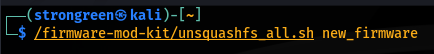 ┌──(strongreen㉿kali)-[~]
└─$ /firmware-mod-kit/unsquashfs_all.sh new_firmware